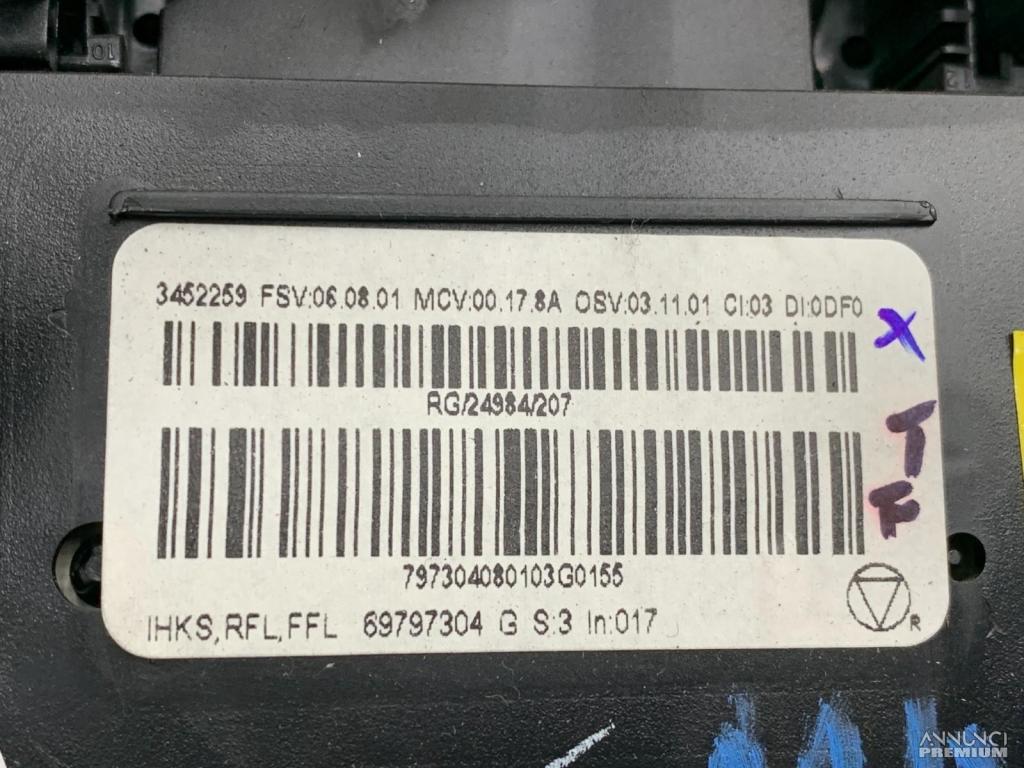 3452259 FSV:06.08.01 MCV:00.17.8A OSV:03.11.01 CI:03 DI:0DF0
X
RG/24984/207
T
F
797304080103G0155
R
IHKS,RFL,FFL 69797304 G S:3 In:017
ANNUNCI
PREMIUM